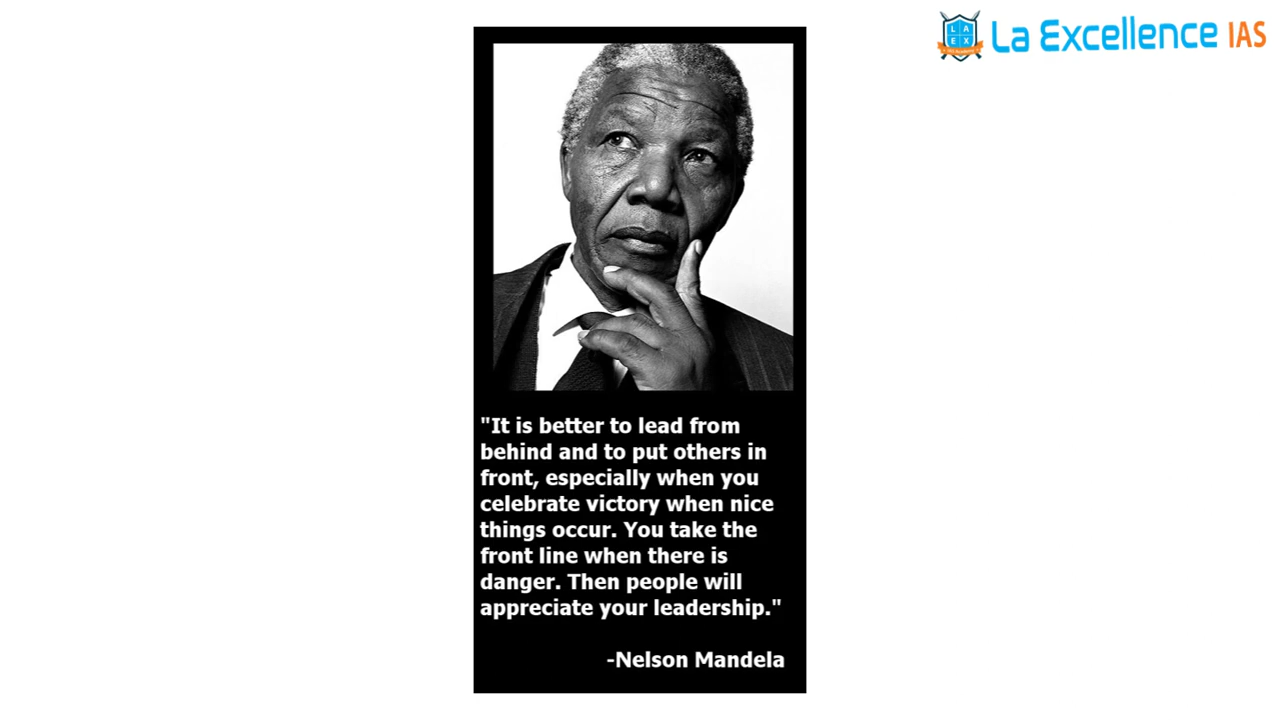 LA
EX
La Excellence IAS
"It is better to lead from
behind and to put others in
front, especially when you
celebrate victory when nice
things occur. You take the
front line when there is
danger. Then people will
appreciate your leadership."
-Nelson Mandela